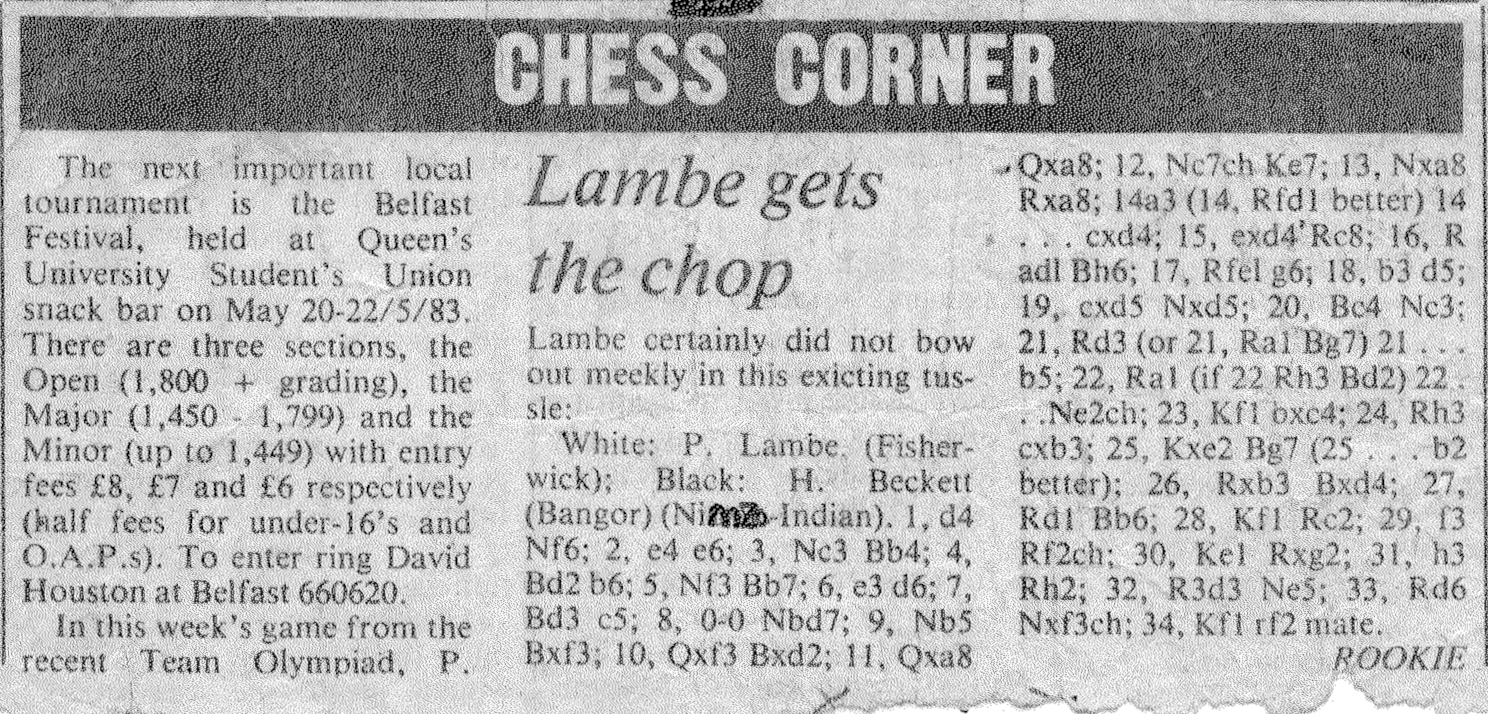 CHESS CORNER
The next important local
tournament is the Belfast
Festival, held at Queen's
University Student's Union
snack bar on May 20-22/5/83.
There are three sections, the
Open (1,800 + grading), the
Major (1,450 - 1,799) and the
Minor (up to 1,449) with entry
fees £8, £7 and £6 respectively
(half fees for under-16's and
O.A.P.s). To enter ring David
Houston at Belfast 660620.
In this week's game from the
recent Team Olympiad, P.
Lambe gets
the chop
Lambe certainly did not bow
out meekly in this exicting tus-
sle:
White: P. Lambe. (Fisher-
wick); Black: H. Beckett
(Bangor) (Nimzo-Indian). 1, d4
Nf6; 2, e4 e6; 3, Nc3 Bb4; 4,
Bd2 b6; 5, Nf3 Bb7; 6, e3 d6; 7,
Bd3 c5; 8, 0-0 Nbd7; 9, Nb5
Bxf3; 10, Qxf3 Bxd2; 11, Qxa8
Qxa8; 12, Nc7ch Ke7; 13, Nxa8
Rxa8; 14a3 (14, Rfd1 better) 14
. . . cxd4; 15, exd4 Rc8; 16, R
adl Bh6; 17, Rfel g6; 18, b3 d5;
19, cxd5 Nxd5; 20, Bc4 Nc3;
21, Rd3 (or 21, Ra1 Bg7) 21 . . .
b5; 22, Ra1 (if 22 Rh3 Bd2) 22 .
. .Ne2ch; 23, Kf1 bxc4; 24, Rh3
cxb3; 25, Kxe2 Bg7 (25 . . . b2
better); 26, Rxb3 Bxd4; 27,
Rd1 Bb6; 28, Kf1 Rc2; 29, f3
Rf2ch; 30, Ke1 Rxg2; 31, h3
Rh2; 32, R3d3 Ne5; 33, Rd6
Nxf3ch; 34, Kf1 rf2 mate.
ROOKIE